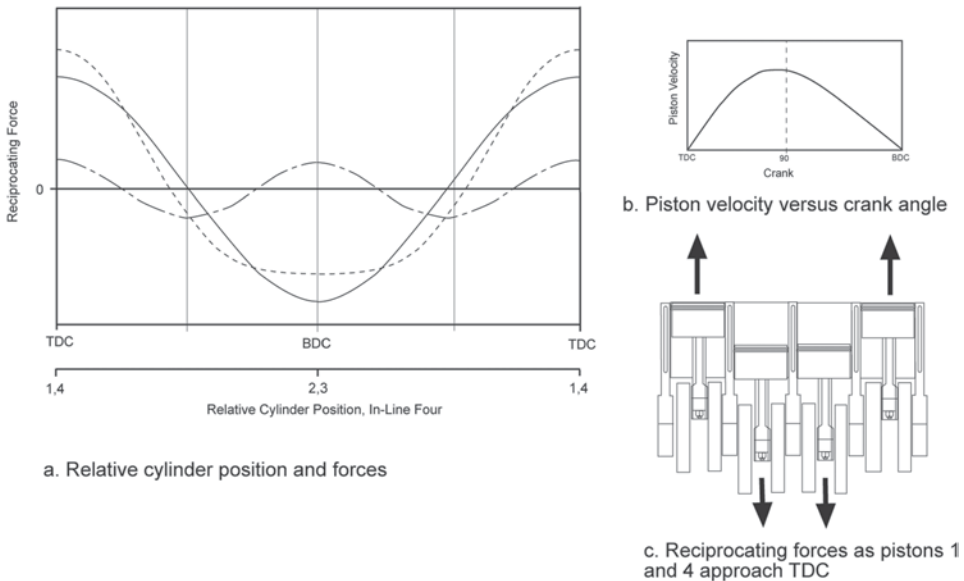 Reciprocating Force
0
TDC
BDC
TDC
1,4
2,3
1,4
Relative Cylinder Position, In-Line Four
a. Relative cylinder position and forces
Piston Velocity
TDC
90
BDC
Crank
b. Piston velocity versus crank angle
c. Reciprocating forces as pistons 1
and 4 approach TDC